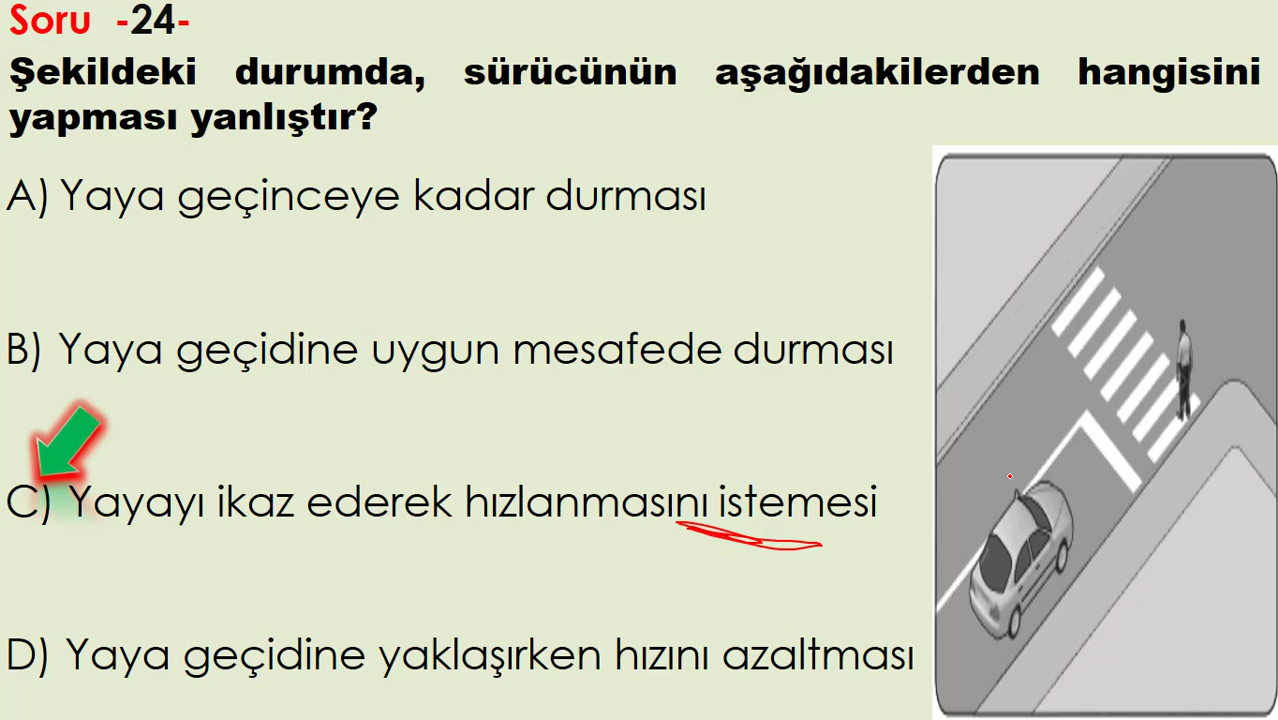 Soru -24-
Şekildeki durumda, sürücünün aşağıdakilerden hangisini
yapması yanlıştır?
A) Yaya geçinceye kadar durması
B) Yaya geçidine uygun mesafede durması
C) Yayayı ikaz ederek hızlanmasını istemesi
D) Yaya geçidine yaklaşırken hızını azaltması